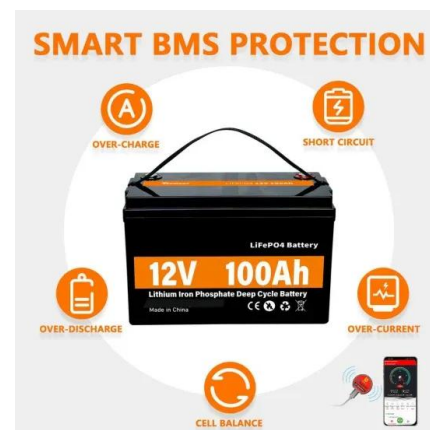 SMART BMS PROTECTION
A
OVER-CHARGE
SHORT CIRCUIT
LiFePO4 Battery
12V 100Ah
Lithium Iron Phosphate Deep Cycle Battery
Made in China
CE
OVER-DISCHARGE
OVER-CURRENT
CELL BALANCE